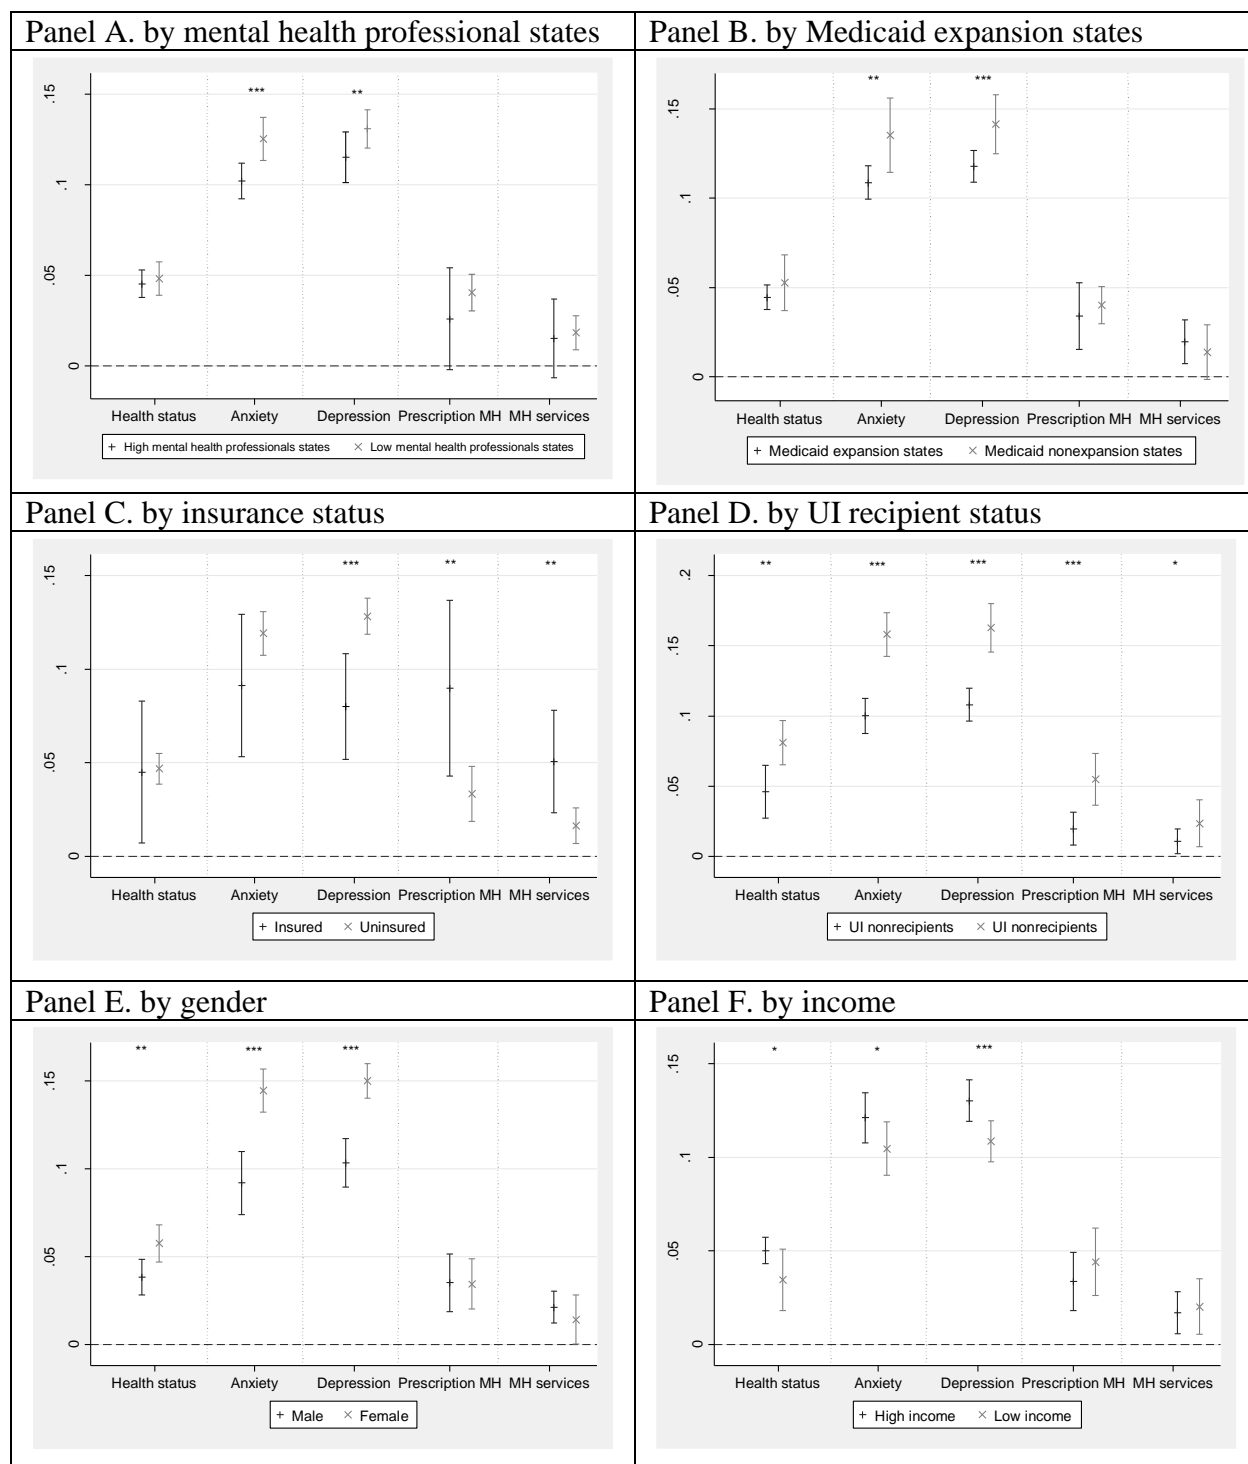 Panel A. by mental health professional states
Panel B. by Medicaid expansion states
*** **
.15
.1
.05
0
Health status Anxiety Depression Prescription MH MH services
+ High mental health professionals states × Low mental health professionals states
** ***
.15
.1
.05
0
Health status Anxiety Depression Prescription MH MH services
+ Medicaid expansion states × Medicaid nonexpansion states
Panel C. by insurance status
Panel D. by UI recipient status
*** ** **
.15
.1
.05
0
Health status Anxiety Depression Prescription MH MH services
+ Insured × Uninsured
** *** *** *** *
.2
.15
.1
.05
0
Health status Anxiety Depression Prescription MH MH services
+ UI nonrecipients × UI nonrecipients
Panel E. by gender
Panel F. by income
** *** ***
.15
.1
.05
0
Health status Anxiety Depression Prescription MH MH services
+ Male × Female
* * ***
.15
.1
.05
0
Health status Anxiety Depression Prescription MH MH services
+ High income × Low income